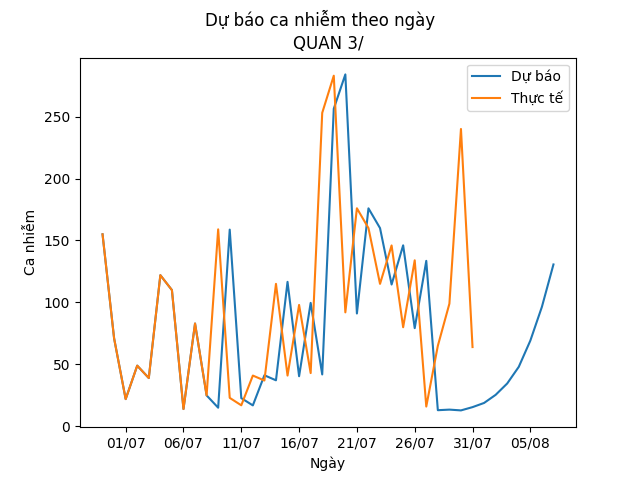 Dự báo ca nhiễm theo ngày
QUAN 3/
Dự báo
Thực tế
Ca nhiễm
250
200
150
100
50
0
01/07 06/07 11/07 16/07 21/07 26/07 31/07 05/08
Ngày